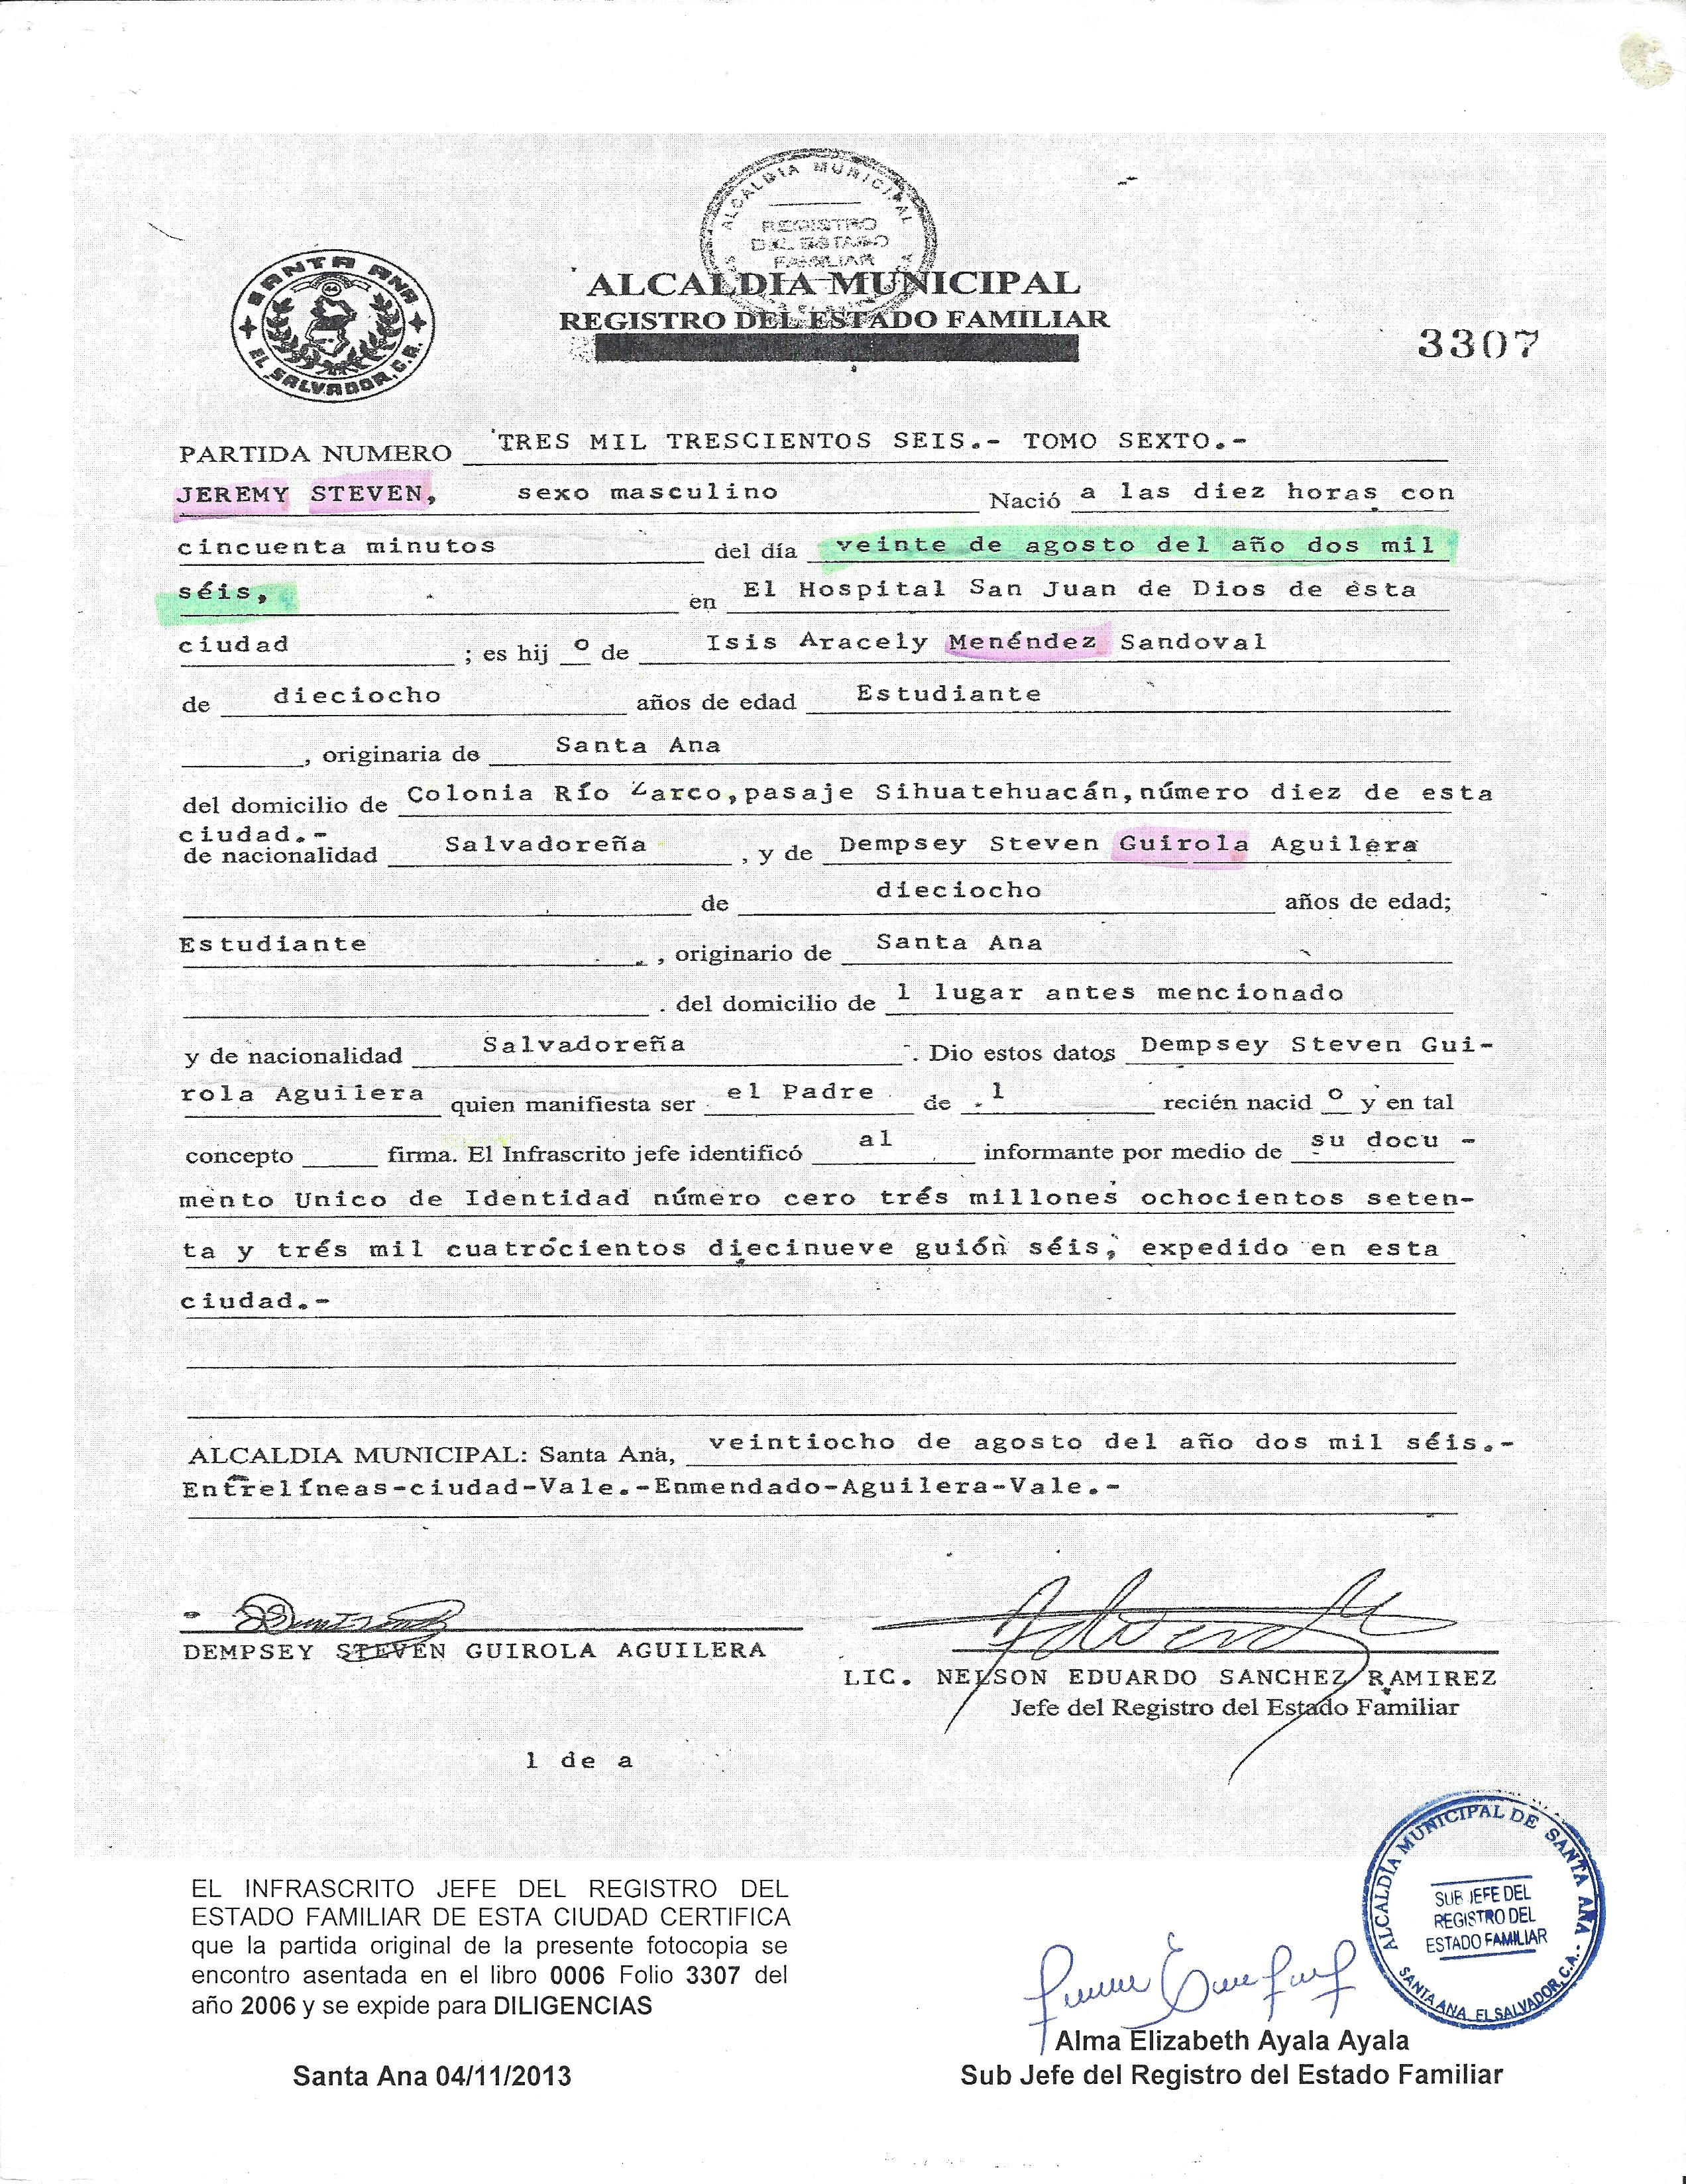 ALCALDIA MUNICIPAL
REGISTRO DEL ESTADO FAMILIAR
SANTA ANA
EL SALVADOR, C.A.
ALCALDIA MUNICIPAL
REGISTRO
DEL ESTADO
FAMILIAR
3307
PARTIDA NUMERO TRES MIL TRESCIENTOS SEIS.- TOMO SEXTO.-
JEREMY STEVEN, sexo masculino Nació a las diez horas con
cincuenta minutos del día veinte de agosto del año dos mil
séis, en El Hospital San Juan de Dios de esta
ciudad ; es hij o de Isis Aracely Menéndez Sandoval
de dieciocho años de edad Estudiante
, originaria de Santa Ana
del domicilio de Colonia Río Zarco, pasaje Sihuatehuacán, número diez de esta
ciudad.-
de nacionalidad Salvadoreña , y de Dempsey Steven Guirola Aguilera
de dieciocho años de edad;
Estudiante , originario de Santa Ana
. del domicilio de l lugar antes mencionado
y de nacionalidad Salvadoreña . Dio estos datos Dempsey Steven Gui-
rola Aguilera quien manifiesta ser el Padre de l recién nacid o y en tal
concepto firma. El Infrascrito jefe identificó al informante por medio de su docu -
mento Unico de Identidad número cero trés millones ochocientos seten-
ta y trés mil cuatrocientos diecinueve guión séis, expedido en esta
ciudad.-
ALCALDIA MUNICIPAL: Santa Ana, veintiocho de agosto del año dos mil séis.-
Entrelíneas-ciudad-Vale.-Enmendado-Aguilera-Vale.-
DEMPSEY STEVEN GUIROLA AGUILERA
LIC. NELSON EDUARDO SANCHEZ RAMIREZ
Jefe del Registro del Estado Familiar
l de a
EL INFRASCRITO JEFE DEL REGISTRO DEL
ESTADO FAMILIAR DE ESTA CIUDAD CERTIFICA
que la partida original de la presente fotocopia se
encontro asentada en el libro 0006 Folio 3307 del
año 2006 y se expide para DILIGENCIAS
Santa Ana 04/11/2013
ALCALDÍA MUNICIPAL DE SANTA ANA
SUB JEFE DEL
REGISTRO DEL
ESTADO FAMILIAR
SANTA ANA, EL SALVADOR, C.A.
Alma Elizabeth Ayala Ayala
Sub Jefe del Registro del Estado Familiar